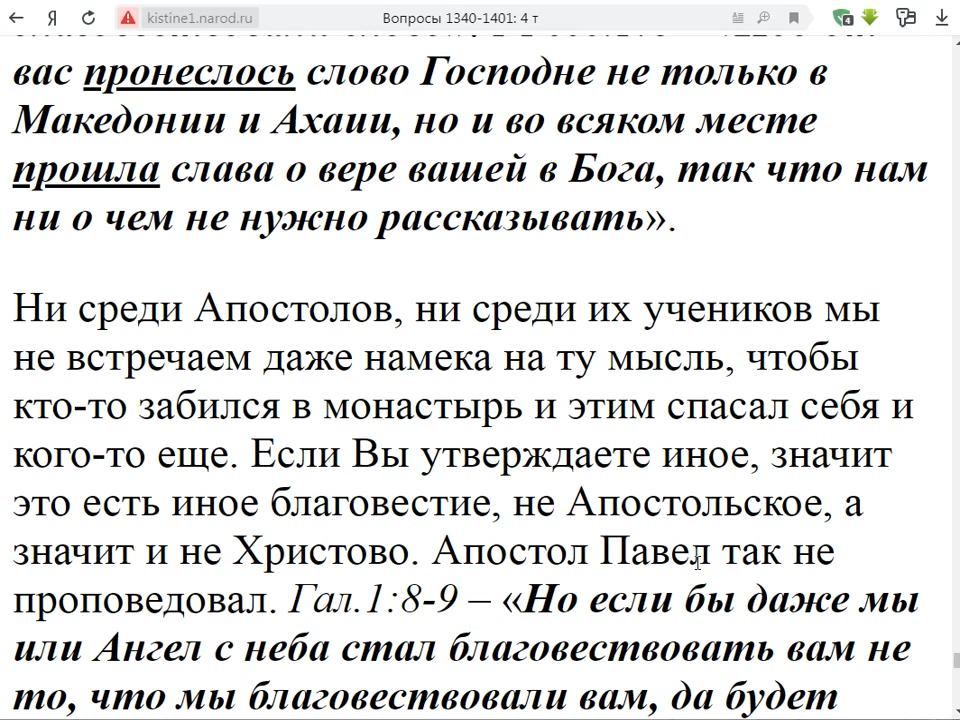 kistine1.narod.ru
Вопросы 1340-1401: 4 т
4
вас пронеслось слово Господне не только в
Македонии и Ахаии, но и во всяком месте
прошла слава о вере вашей в Бога, так что нам
ни о чем не нужно рассказывать».
Ни среди Апостолов, ни среди их учеников мы
не встречаем даже намека на ту мысль, чтобы
кто-то забился в монастырь и этим спасал себя и
кого-то еще. Если Вы утверждаете иное, значит
это есть иное благовестие, не Апостольское, а
значит и не Христово. Апостол Павел так не
проповедовал. Гал.1:8-9 – «Но если бы даже мы
или Ангел с неба стал благовествовать вам не
то, что мы благовествовали вам, да будет